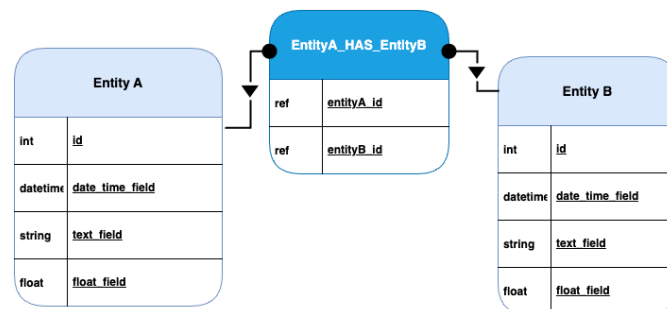 EntityA_HAS_EntityB
ref entityA_id
ref entityB_id
Entity A
int id
datetime date_time_field
string text_field
float float_field
Entity B
int id
datetime date_time_field
string text_field
float float_field